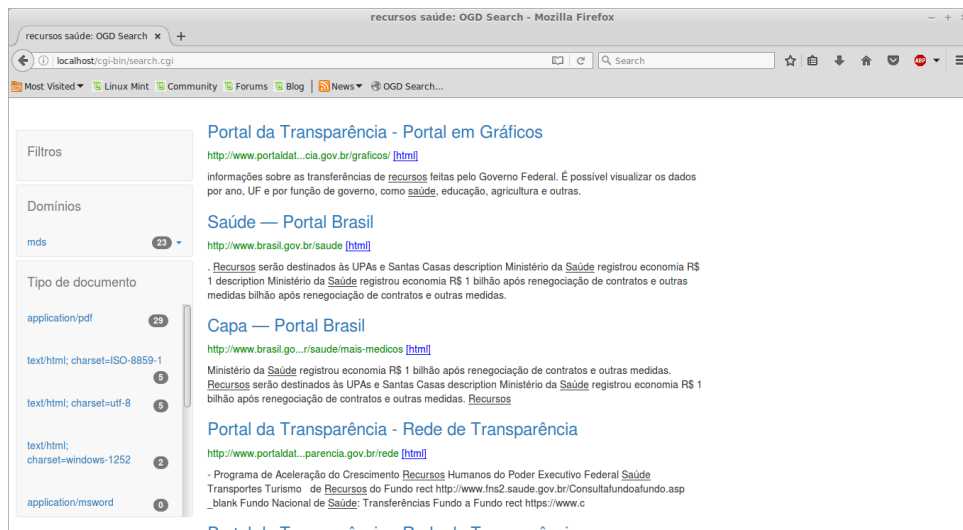 recursos saúde: OGD Search - Mozilla Firefox
recursos saúde: OGD Search
localhost/cgi-bin/search.cgi
Search
ABP
Most Visited
Linux Mint
Community
Forums
Blog
News
OGD Search...
Filtros
Domínios
mds 23
Tipo de documento
application/pdf 29
text/html; charset=ISO-8859-1
5
text/html; charset=utf-8 5
text/html;
charset=windows-1252 2
application/msword 0
Portal da Transparência - Portal em Gráficos
http://www.portaldat...cia.gov.br/graficos/ [html]
informações sobre as transferências de recursos feitas pelo Governo Federal. É possível visualizar os dados
por ano, UF e por função de governo, como saúde, educação, agricultura e outras.
Saúde — Portal Brasil
http://www.brasil.gov.br/saude [html]
. Recursos serão destinados às UPAs e Santas Casas description Ministério da Saúde registrou economia R$
1 description Ministério da Saúde registrou economia R$ 1 bilhão após renegociação de contratos e outras
medidas bilhão após renegociação de contratos e outras medidas.
Capa — Portal Brasil
http://www.brasil.go...r/saude/mais-medicos [html]
Ministério da Saúde registrou economia R$ 1 bilhão após renegociação de contratos e outras medidas.
Recursos serão destinados às UPAs e Santas Casas description Ministério da Saúde registrou economia R$ 1
bilhão após renegociação de contratos e outras medidas. Recursos
Portal da Transparência - Rede de Transparência
http://www.portaldat...parencia.gov.br/rede [html]
- Programa de Aceleração do Crescimento Recursos Humanos do Poder Executivo Federal Saúde
Transportes Turismo de Recursos do Fundo rect http://www.fns2.saude.gov.br/Consultafundoafundo.asp
_blank Fundo Nacional de Saúde: Transferências Fundo a Fundo rect https://www.c